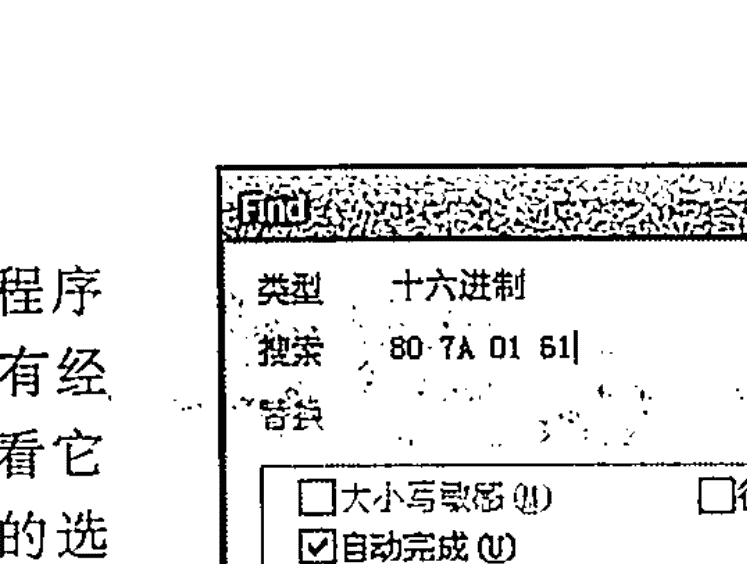 程序
有经
看它
的选
Find
类型 十六进制
搜索 80 7A 01 61
替换
大小写敏感(M)
自动完成(U)